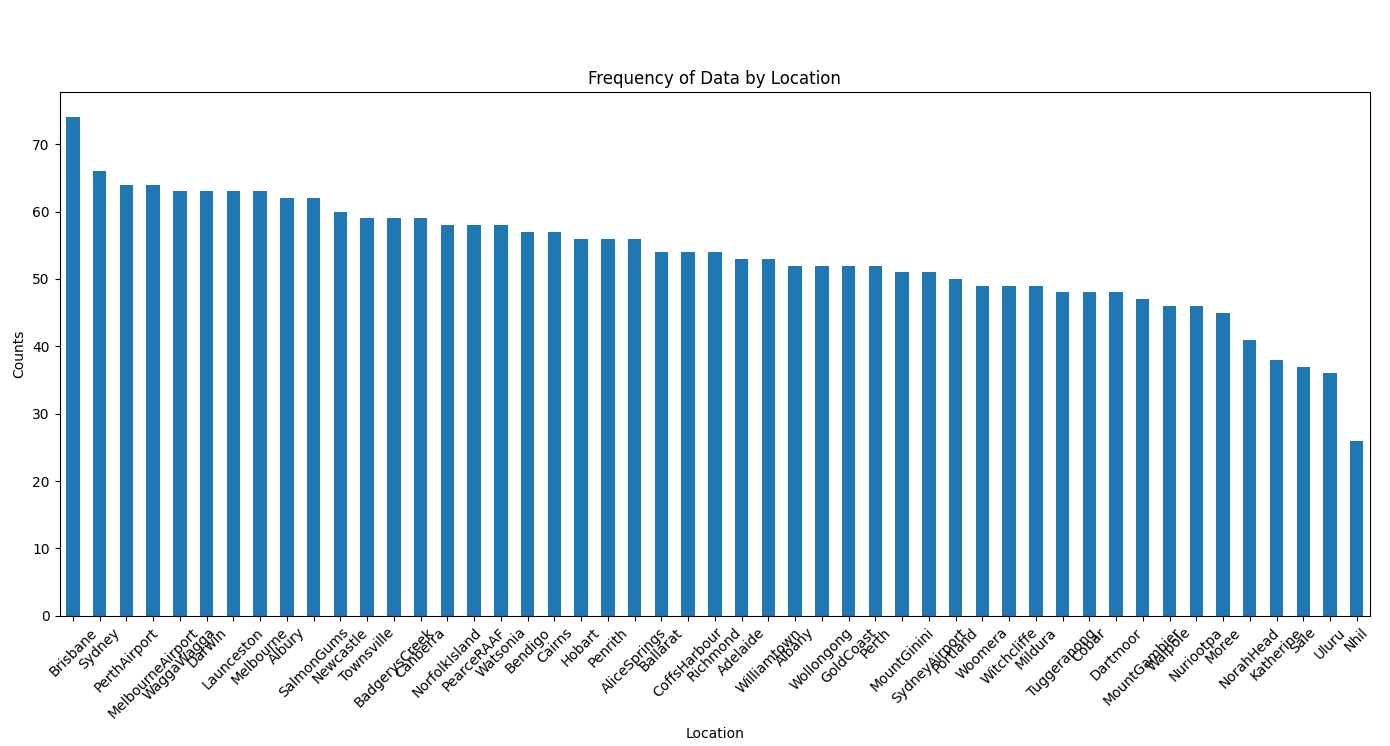 Frequency of Data by Location
Counts
70
60
50
40
30
20
10
0
Brisbane
Sydney
PerthAirport
MelbourneAirport
WaggaWagga
Darwin
Launceston
Melbourne
Albury
SalmonGums
Newcastle
Townsville
BadgerysCreek
Canberra
NorfolkIsland
PearceRAAF
Watsonia
Bendigo
Cairns
Hobart
Penrith
AliceSprings
Ballarat
CoffsHarbour
Richmond
Adelaide
Williamtown
Albany
Wollongong
GoldCoast
Perth
MountGinini
SydneyAirport
Portland
Woomera
Witchcliffe
Mildura
Tuggeranong
Cobar
Dartmoor
MountGambier
Walpole
Nuriootpa
Moree
NorahHead
Katherine
Sale
Uluru
Nhil
Location